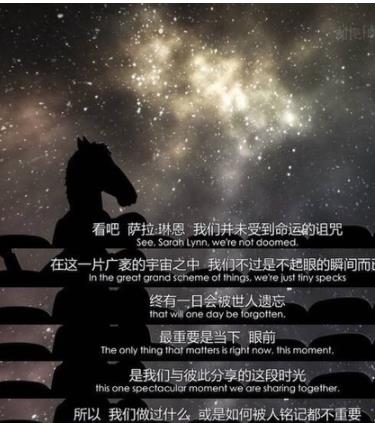 看吧 萨拉·琳恩 我们并未受到命运的诅咒
See, Sarah Lynn, we're not doomed.
在这一片广袤的宇宙之中 我们不过是不起眼的瞬间而已
In the great grand scheme of things, we're just tiny specks
终有一日会被世人遗忘
that will one day be forgotten.
最重要是当下 眼前
The only thing that matters is right now, this moment,
是我们与彼此分享的这段时光
this one spectacular moment we are sharing together.
所以 我们做过什么 或是如何被人铭记都不重要